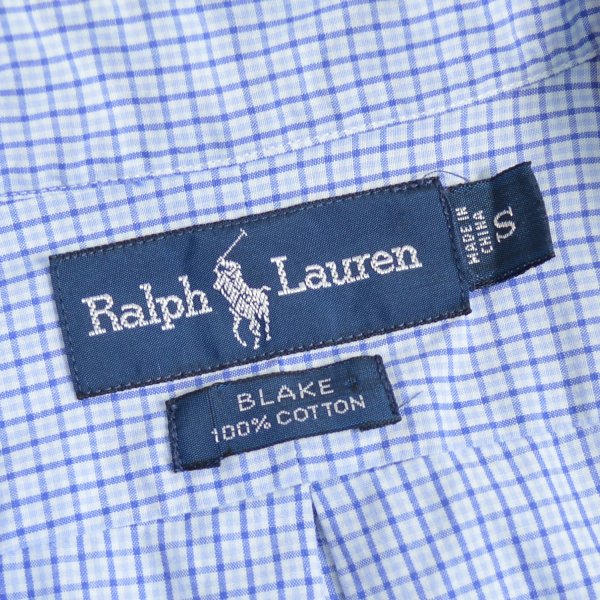 Ralph Lauren
MADE IN
CHINA
S
BLAKE
100% COTTON